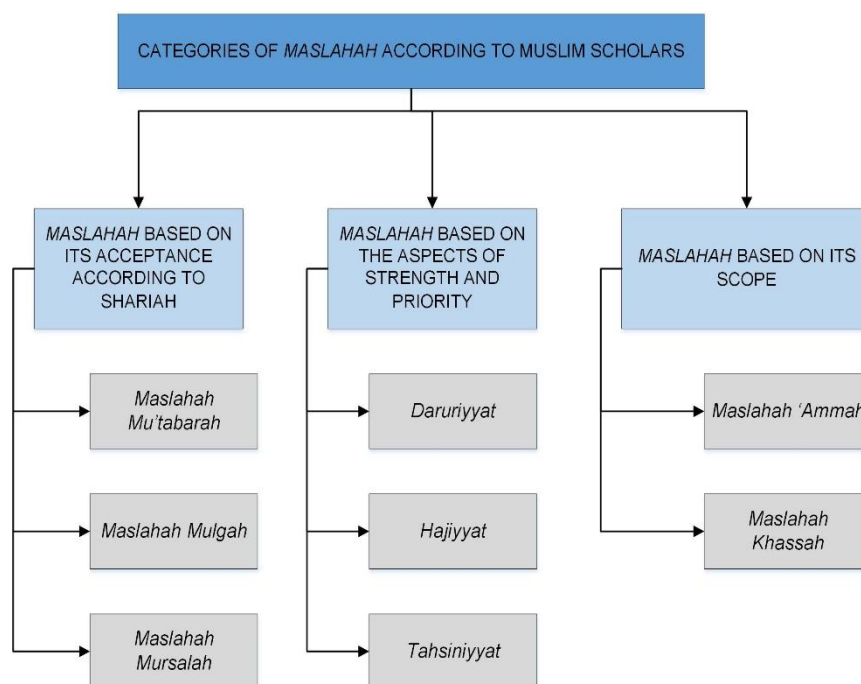 CATEGORIES OF MASLAHAH ACCORDING TO MUSLIM SCHOLARS
MASLAHAH BASED ON
ITS ACCEPTANCE
ACCORDING TO
SHARIAH
MASLAHAH BASED ON
THE ASPECTS OF
STRENGTH AND
PRIORITY
MASLAHAH BASED ON ITS
SCOPE
Maslahah
Mu’tabarah
Daruriyyat
Maslahah ‘Ammah
Maslahah Mulgah
Hajiyyat
Maslahah
Khassah
Maslahah
Mursalah
Tahsiniyyat